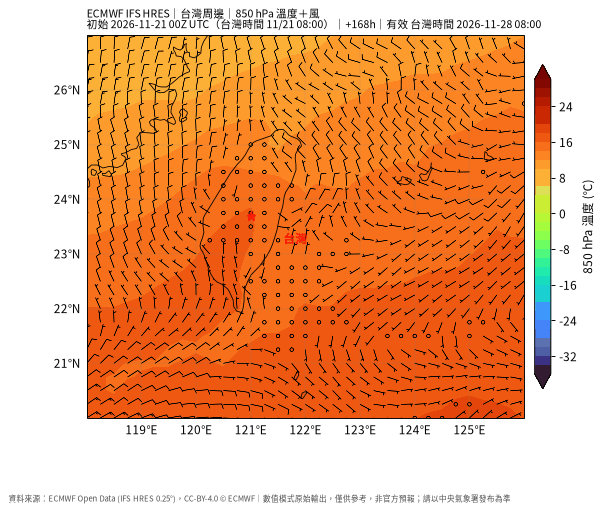 ECMWF IFS HRES｜台灣周邊｜850 hPa 溫度＋風
初始 2026-11-21 00Z UTC（台灣時間 11/21 08:00）｜+168h｜有效 台灣時間 2026-11-28 08:00
26°N
25°N
24°N
23°N
22°N
21°N
119°E
120°E
121°E
122°E
123°E
124°E
125°E
台灣
24
16
8
0
-8
-16
-24
-32
850 hPa 溫度 (°C)
資料來源：ECMWF Open Data (IFS HRES 0.25°)，CC-BY-4.0 © ECMWF｜數值模式原始輸出，僅供參考，非官方預報；請以中央氣象署發布為準